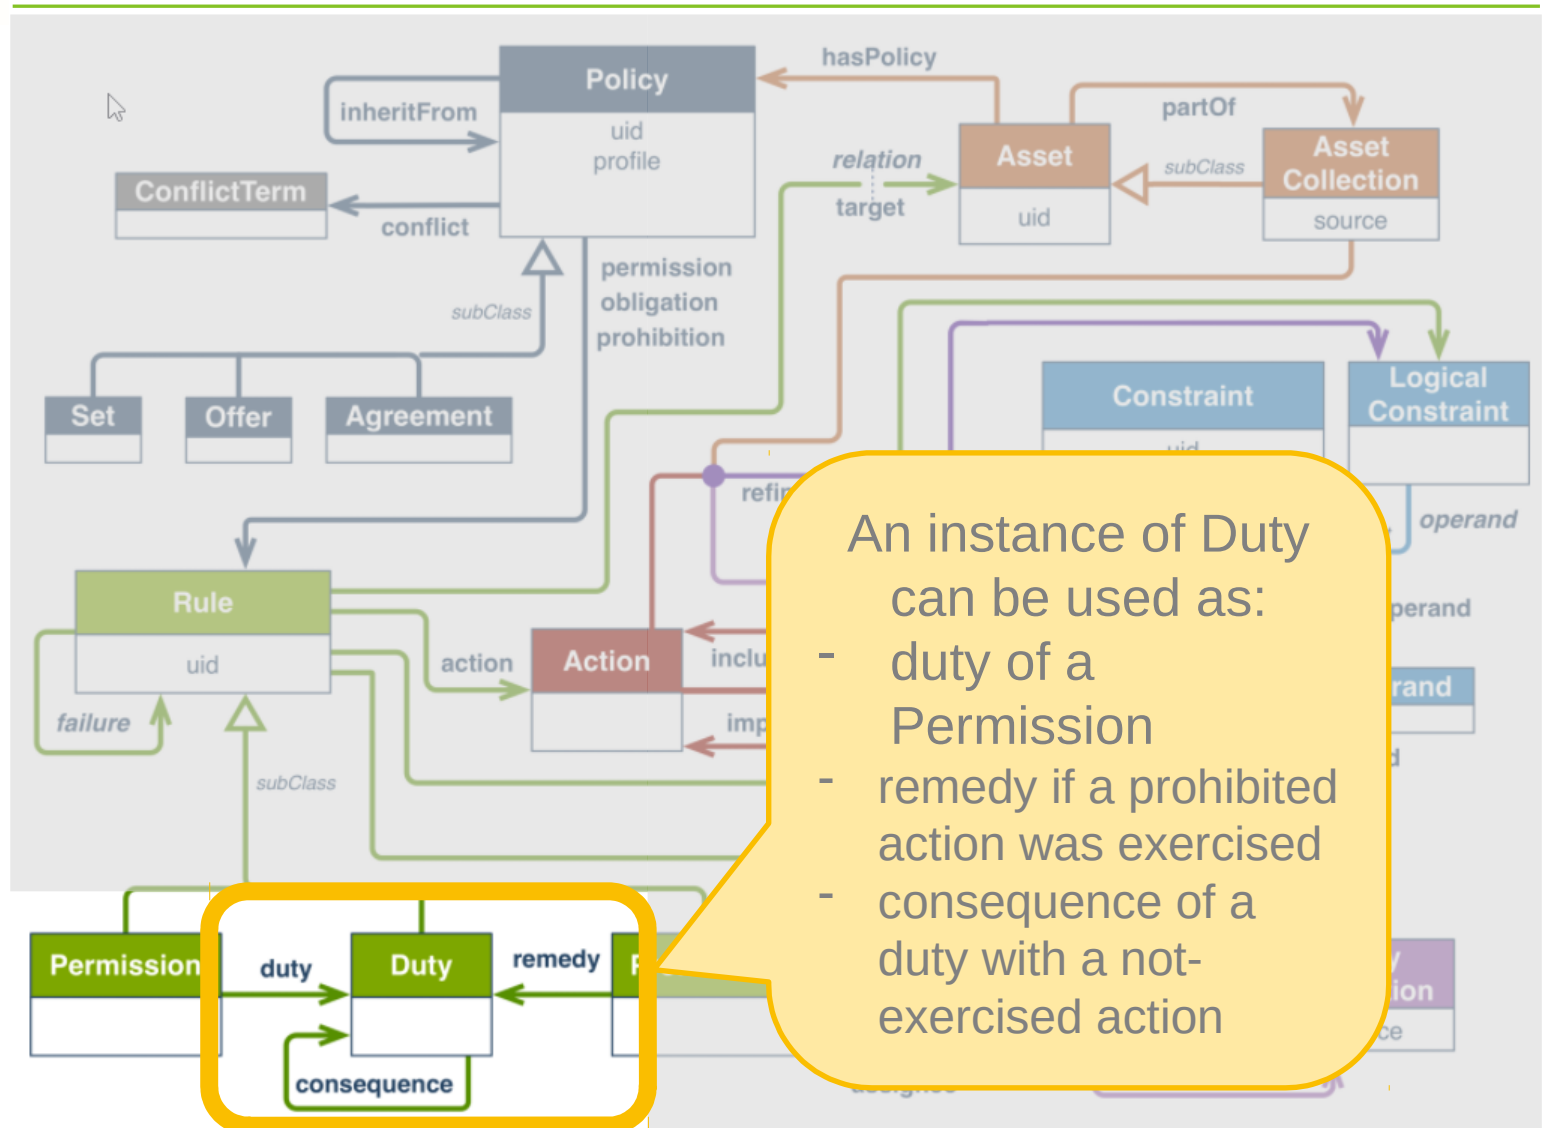 hasPolicy
Policy
inheritFrom
partOf
uid
profile
relation
Asset
subClass
Asset
Collection
ConflictTerm
conflict
target
uid
source
permission
obligation
prohibition
subClass
Set
Offer
Agreement
Constraint
uid
Logical
Constraint
operand
An instance of Duty
can be used as:
- duty of a
Permission
- remedy if a prohibited
action was exercised
- consequence of a
duty with a not-
exercised action
Rule
uid
action
Action
failure
subClass
Permission
duty
Duty
remedy
consequence